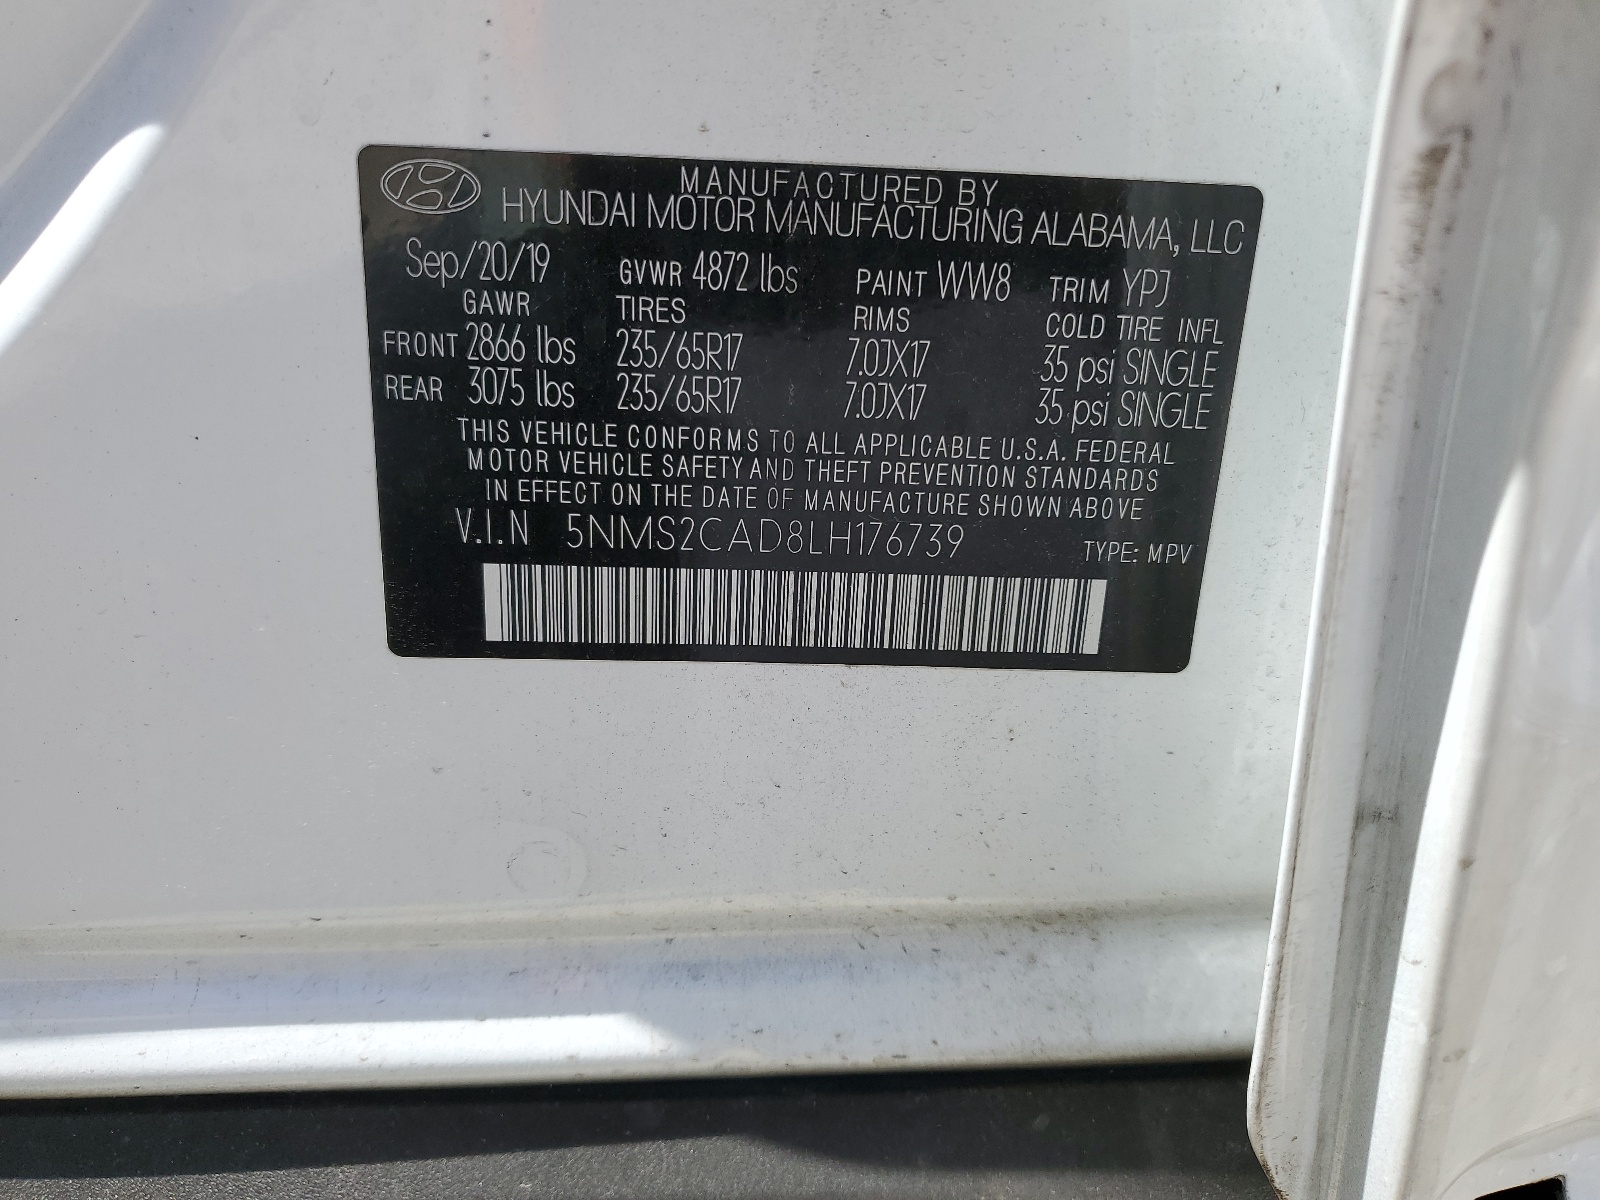 MANUFACTURED BY
HYUNDAI MOTOR MANUFACTURING ALABAMA, LLC
Sep/20/19 GVWR 4872 lbs PAINT WW8 TRIM YPJ
GAWR TIRES RIMS COLD TIRE INFL
FRONT 2866 lbs 235/65R17 7.0JX17 35 psi SINGLE
REAR 3075 lbs 235/65R17 7.0JX17 35 psi SINGLE
THIS VEHICLE CONFORMS TO ALL APPLICABLE U.S.A. FEDERAL
MOTOR VEHICLE SAFETY AND THEFT PREVENTION STANDARDS
IN EFFECT ON THE DATE OF MANUFACTURE SHOWN ABOVE
V.I.N 5NMS2CAD8LH176739 TYPE: MPV